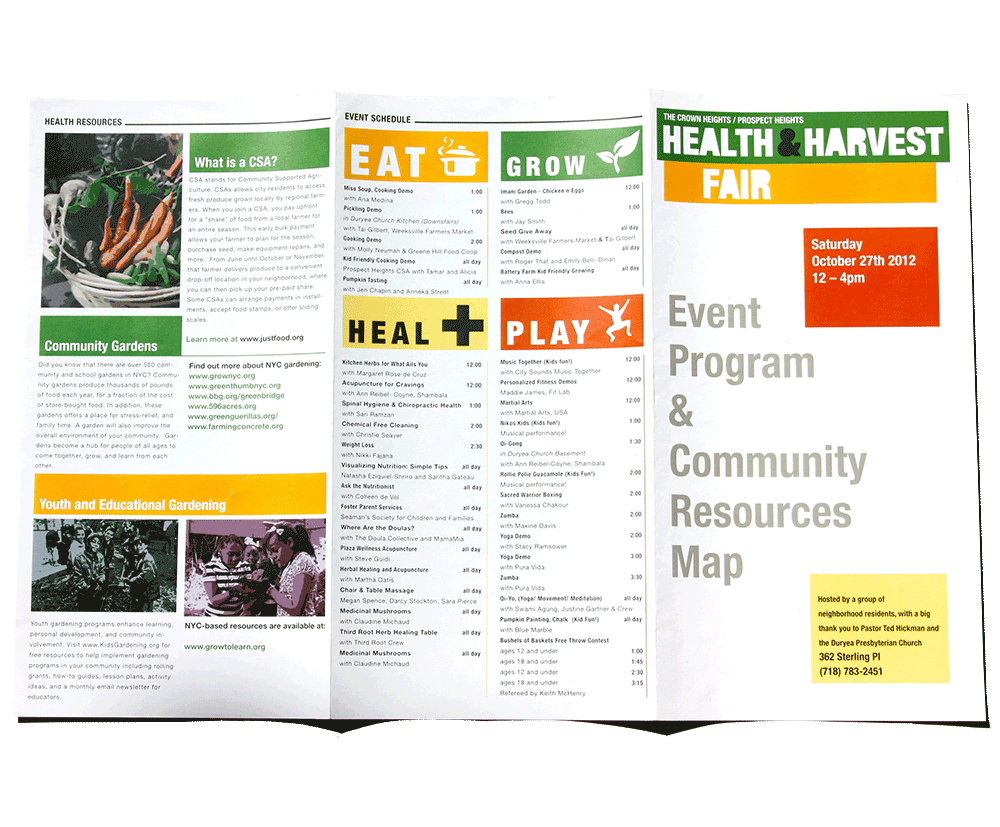 HEALTH RESOURCES
What is a CSA?
CSA stands for Community Supported Agri-
culture. CSAs allows city residents to access
fresh produce grown locally by regional farm-
ers. When you join a CSA, you pay upfront
for a "share" of food from a local farmer for
an entire season. This early bulk payment
allows your farmer to plan for the season,
purchase seed, make equipment repairs, and
more. From June until October or November,
that farmer delivers produce to a convenient
drop-off location in your neighborhood, where
you can then pick up your pre-paid share.
Some CSAs can arrange payments in install-
ments, accept food stamps, or offer sliding
scales.
Learn more at www.justfood.org
Community Gardens
Did you know that there are over 550 com-
munity and school gardens in NYC? Commu-
nity gardens produce thousands of pounds
of food each year, for a fraction of the cost
of store-bought food. In addition, these
gardens offers a place for stress-relief, and
family time. A garden will also improve the
overall environment of your community. Gar-
dens become a hub for people of all ages to
come together, grow, and learn from each
other.
Find out more about NYC gardening:
www.grownyc.org
www.greenthumbnyc.org
www.bbg.org/greenbridge
www.596acres.org
www.greenguerillas.org/
www.farmingconcrete.org
Youth and Educational Gardening
Youth gardening programs enhance learning,
personal development, and community in-
volvement. Visit www.KidsGardening.org for
free resources to help implement gardening
programs in your community including rolling
grants, how-to guides, lesson plans, activity
ideas, and a monthly email newsletter for
educators.
NYC-based resources are available at:
www.growtolearn.org
EVENT SCHEDULE
EAT
Miso Soup, Cooking Demo 1:00
with Ana Medina
Pickling Demo 1:00
in Duryea Church Kitchen (Downstairs)
with Tai Gilbert, Weeksville Farmers Market
Cooking Demo 2:00
with Molly Neuman & Greene Hill Food Coop
Kid Friendly Cooking Demo all day
Prospect Heights CSA with Tamar and Alicia
Pumpkin Tasting all day
with Jen Chapin and Anneka Street
GROW
Imani Garden - Chicken n Eggs 12:00
with Gregg Todd
Bees 1:00
with Jay Smith
Seed Give Away all day
with Weeksville Farmers Market & Tai Gilbert
Compost Demo all day
with Roger That and Emily Bell- Dinan
Battery Farm Kid Friendly Growing all day
with Anna Ellis
HEAL
Kitchen Herbs for What Ails You 12:00
with Margaret Rose de Cruz
Acupuncture for Cravings 12:00
with Ann Reibel- Coyne, Shambala
Spinal Hygiene & Chiropractic Health 1:00
with Sari Ramzan
Chemical Free Cleaning 2:00
with Christie Seaver
Weight Loss 2:30
with Nikki Fajana
Visualizing Nutrition: Simple Tips all day
Natasha Eziquiel-Shriro and Saritha Gateau
Ask the Nutritionist all day
with Colleen de Vol
Foster Parent Services all day
Seaman's Society for Children and Families
Where Are the Doulas? all day
with The Doula Collective and MamaMia
Plaza Wellness Acupuncture all day
with Steve Guidi
Herbal Healing and Acupuncture all day
with Martha Oatis
Chair & Table Massage all day
Megan Spence, Darcy Stockton, Sara Pierce
Medicinal Mushrooms all day
with Claudine Michaud
Third Root Herb Healing Table all day
with Third Root Crew
Medicinal Mushrooms all day
with Claudine Michaud
PLAY
Music Together (Kids fun!) 12:00
with City Sounds Music Together
Personalized Fitness Demos 12:00
Maddie James, Fit Lab
Martial Arts 12:00
with Martial Arts, USA
Nikos Kids (Kids fun!) 1:00
Musical performance!
Qi-Gong 1:30
in Duryea Church Basement
with Ann Reibel-Coyne, Shambala
Rollie Polie Guacamole (Kids Fun!) 2:00
Musical performance!
Sacred Warrior Boxing 2:00
with Vanessa Chakour
Zumba 2:00
with Maxine Davis
Yoga Demo 2:00
with Stacy Ramsower
Yoga Demo 3:00
with Pura Vida
Zumba 3:30
with Pura Vida
Qi-Yo, (Yoga/ Movement/ Meditation) all day
with Swami Agung, Justine Gartner & Crew
Pumpkin Painting, Chalk (Kid Fun!) all day
with Blue Marble
Bushels of Baskets Free Throw Contest
ages 12 and under 1:00
ages 18 and under 1:45
ages 12 and under 2:30
ages 18 and under 3:15
Refereed by Keith McHenry
THE CROWN HEIGHTS / PROSPECT HEIGHTS
HEALTH & HARVEST
FAIR
Saturday
October 27th 2012
12 – 4pm
Event
Program
&
Community
Resources
Map
Hosted by a group of
neighborhood residents, with a big
thank you to Pastor Ted Hickman and
the Duryea Presbyterian Church
362 Sterling Pl
(718) 783-2451